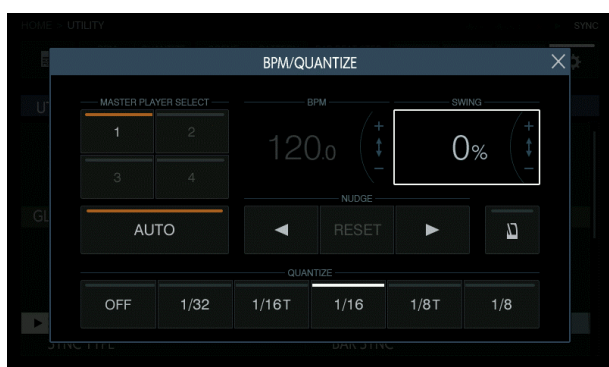 HOME › UTILITY SYNC
BPM/QUANTIZE
MASTER PLAYER SELECT BPM SWING
1 2 120.0 0%
3 4
NUDGE
AUTO RESET
QUANTIZE
OFF 1/32 1/16T 1/16 1/8T 1/8
SYNC TYPE BAR SYNC